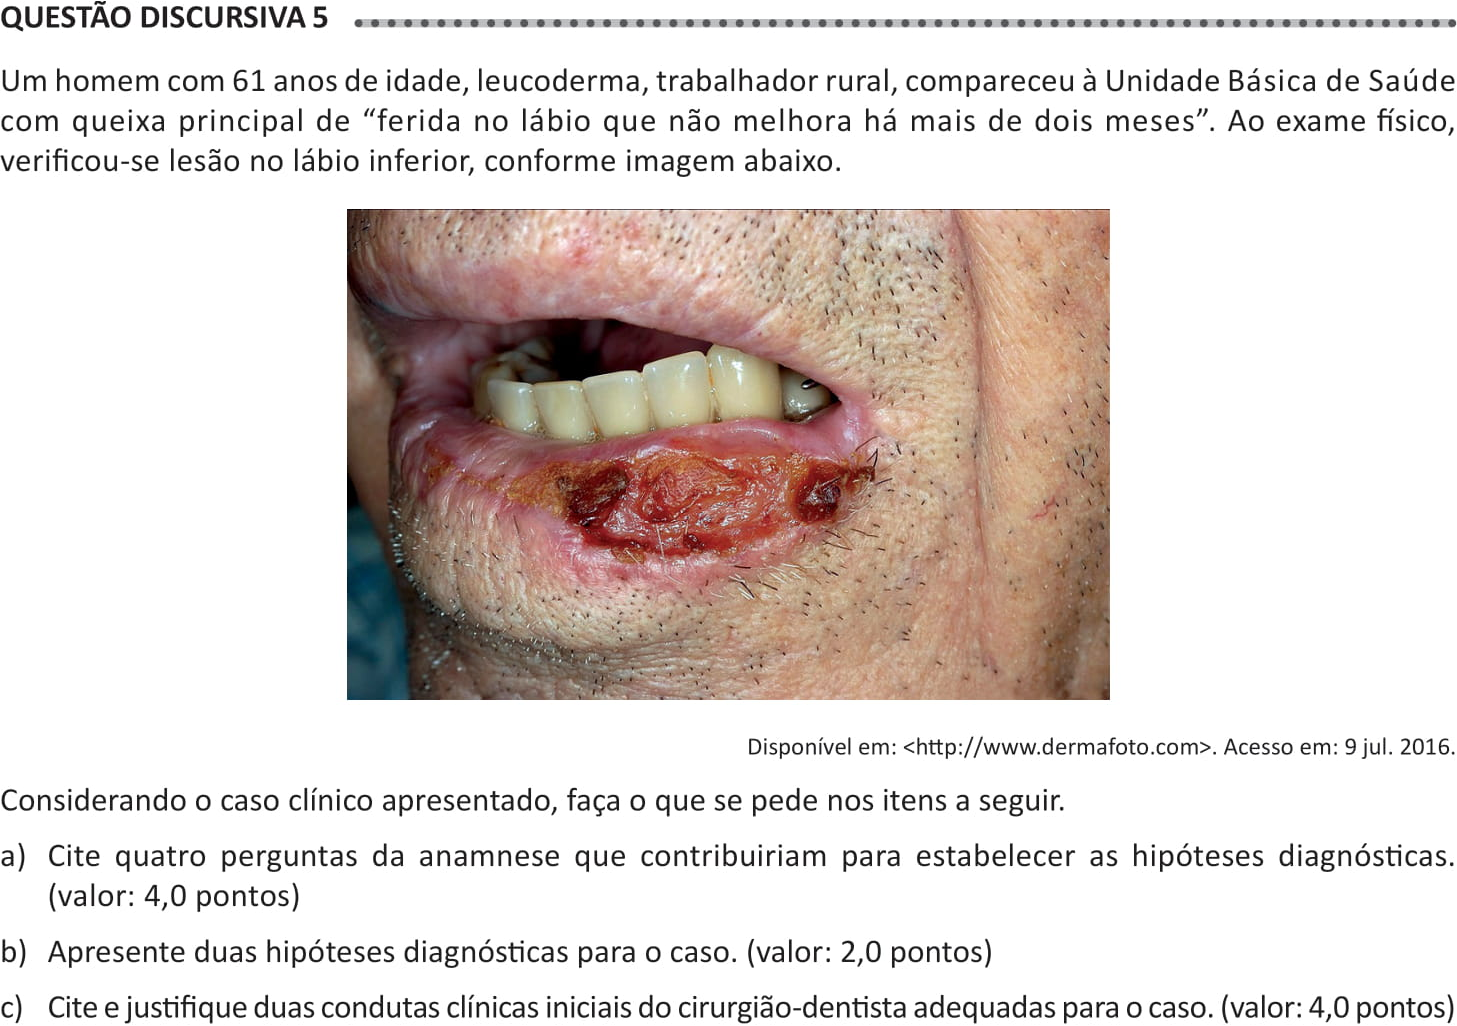 QUESTÃO DISCURSIVA 5
Um homem com 61 anos de idade, leucoderma, trabalhador rural, compareceu à Unidade Básica de Saúde
com queixa principal de “ferida no lábio que não melhora há mais de dois meses”. Ao exame físico,
verificou-se lesão no lábio inferior, conforme imagem abaixo.
Disponível em: <http://www.dermafoto.com>. Acesso em: 9 jul. 2016.
Considerando o caso clínico apresentado, faça o que se pede nos itens a seguir.
a) Cite quatro perguntas da anamnese que contribuiriam para estabelecer as hipóteses diagnósticas.
(valor: 4,0 pontos)
b) Apresente duas hipóteses diagnósticas para o caso. (valor: 2,0 pontos)
c) Cite e justifique duas condutas clínicas iniciais do cirurgião-dentista adequadas para o caso. (valor: 4,0 pontos)